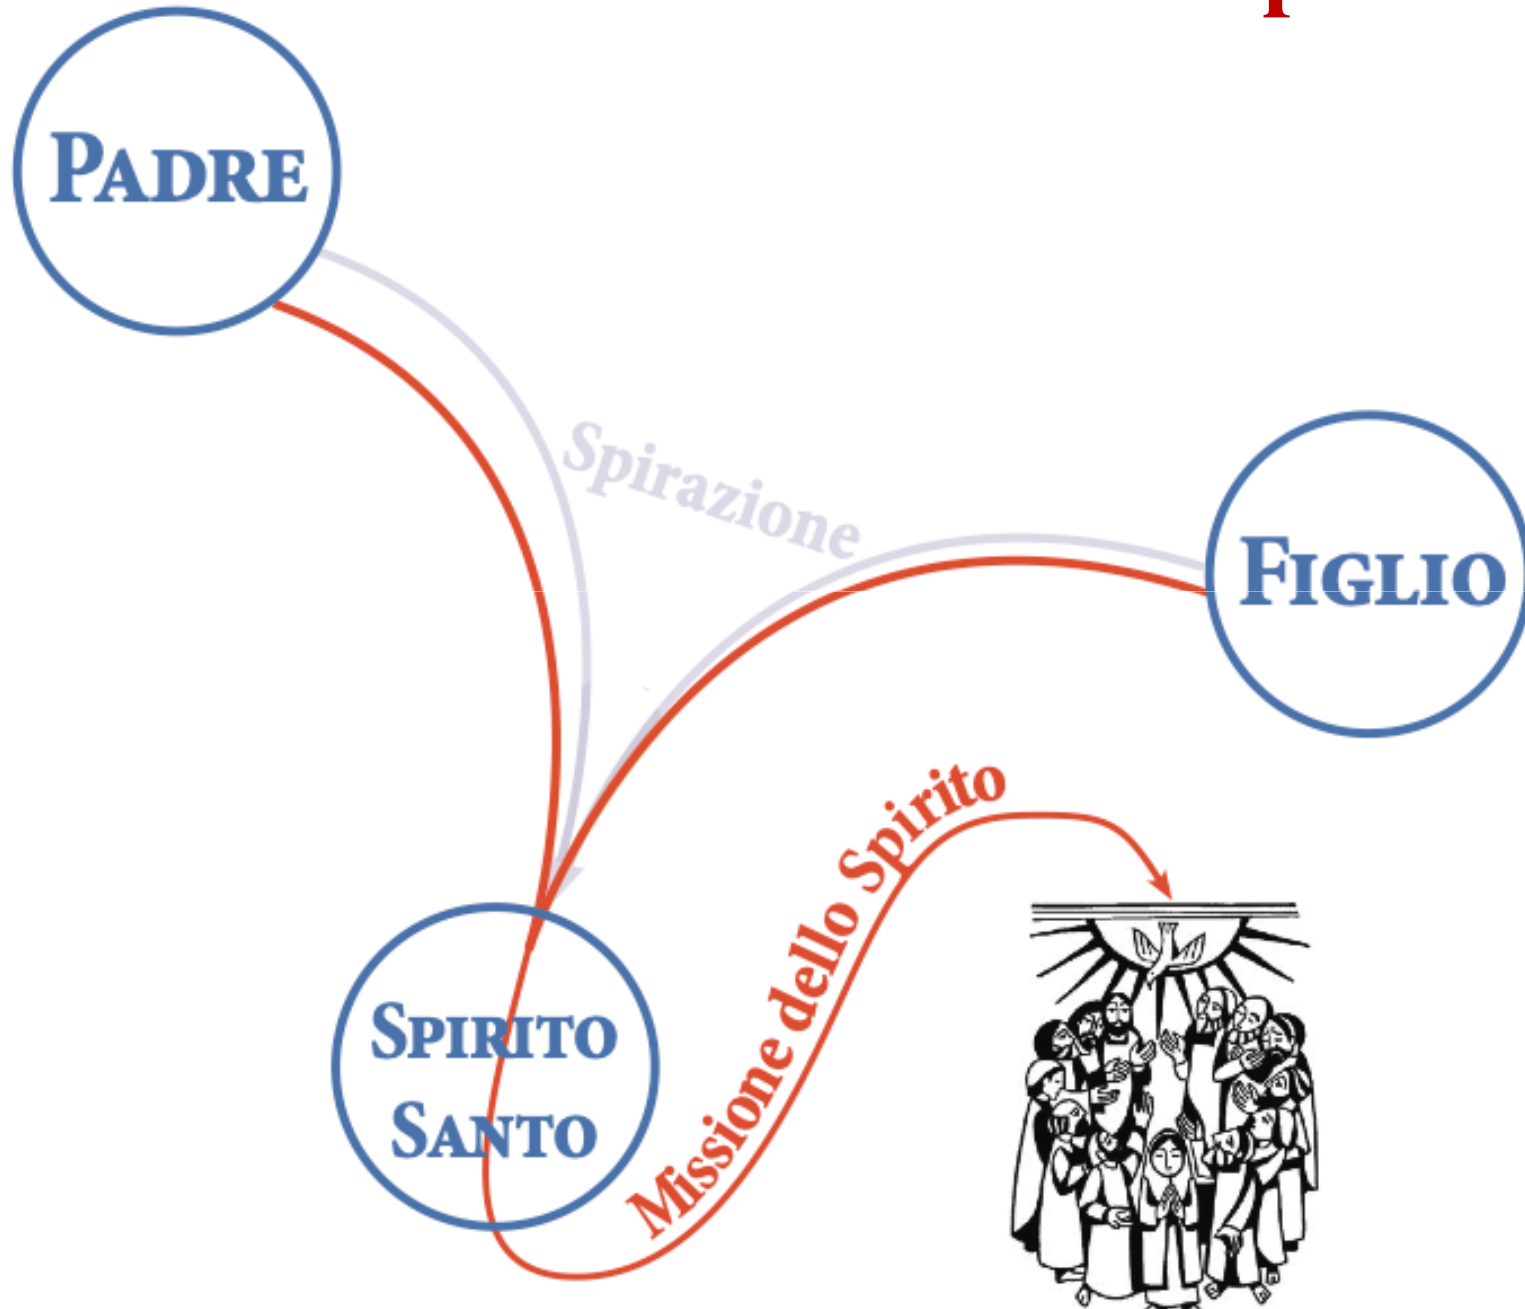 PADRE
Spirazione
FIGLIO
Missione dello Spirito
SPIRITO
SANTO